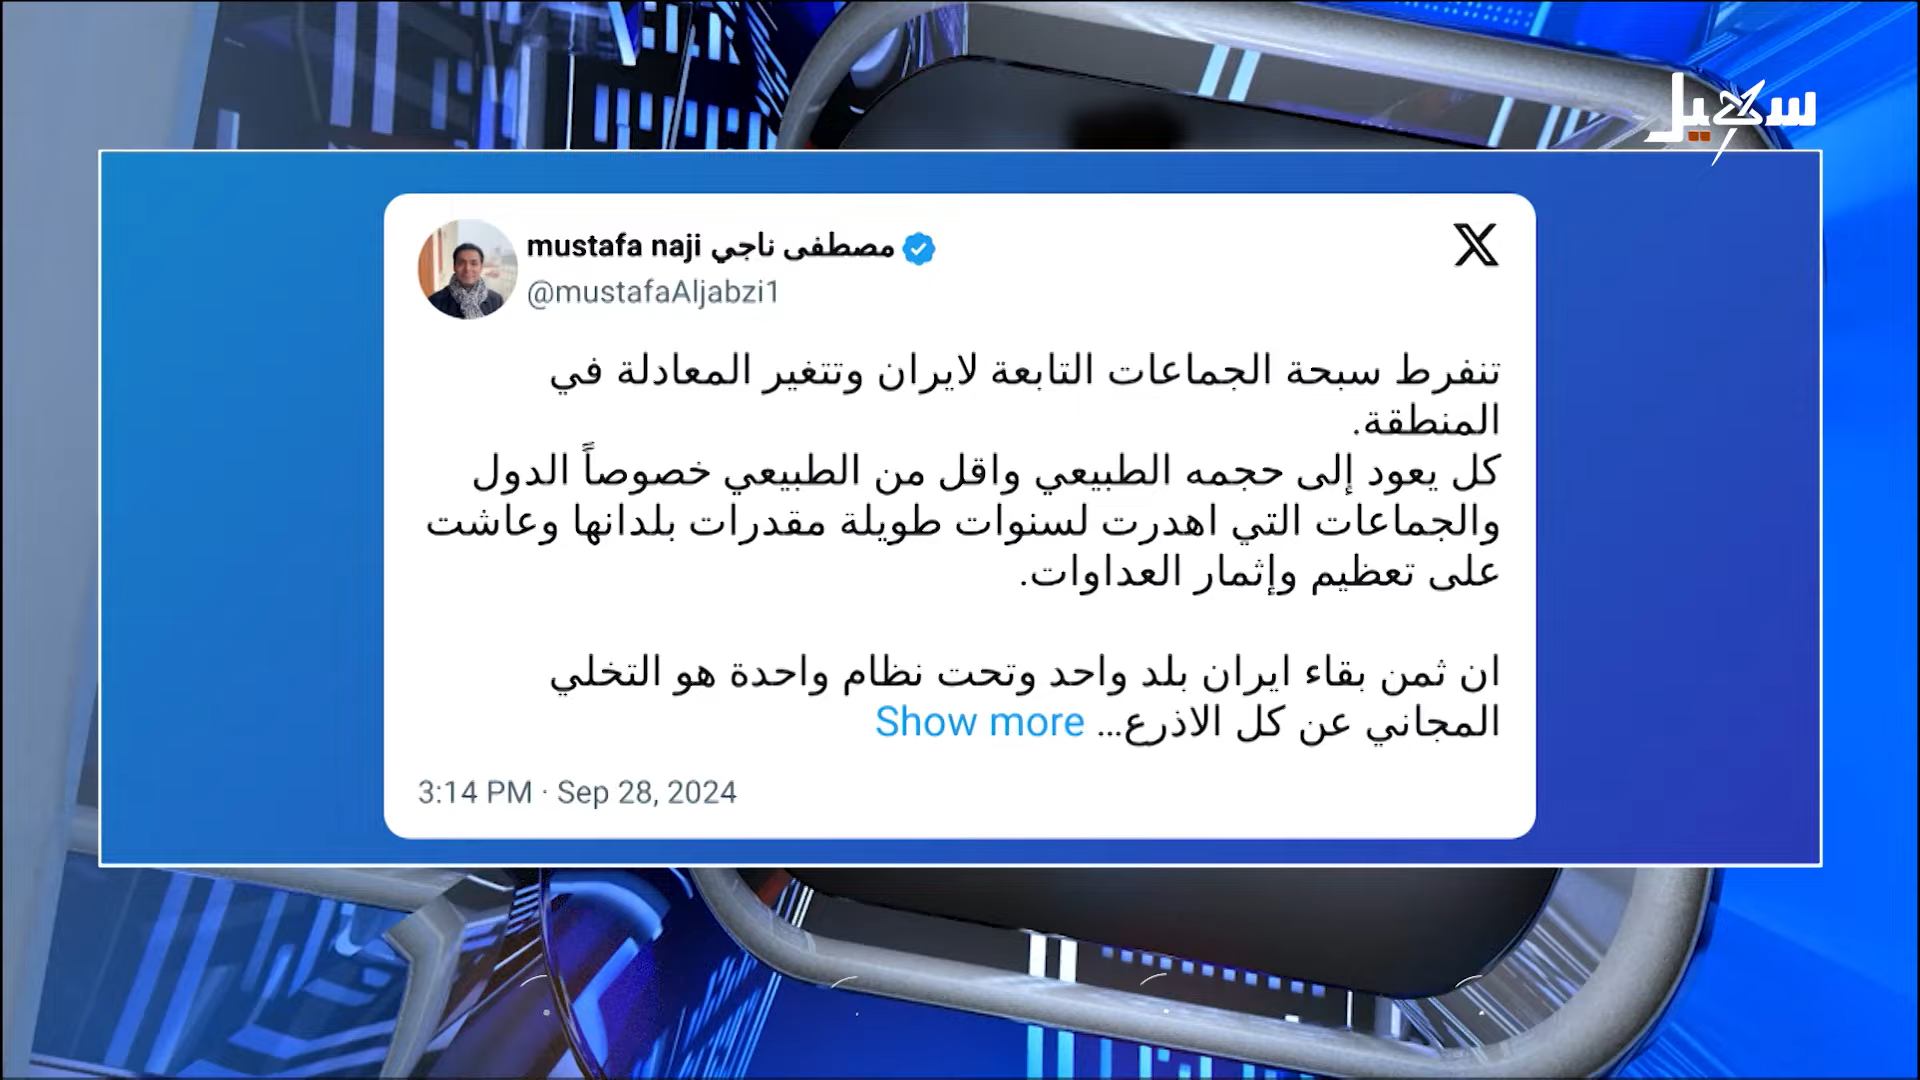 سهيل
mustafa naji مصطفى ناجي
@mustafaAljabzi1
تنفرط سبحة الجماعات التابعة لايران وتتغير المعادلة في
المنطقة.
كل يعود إلى حجمه الطبيعي واقل من الطبيعي خصوصاً الدول
والجماعات التي اهدرت لسنوات طويلة مقدرات بلدانها وعاشت
على تعظيم وإثمار العداوات.
ان ثمن بقاء ايران بلد واحد وتحت نظام واحدة هو التخلي
المجاني عن كل الاذرع... Show more
3:14 PM · Sep 28, 2024